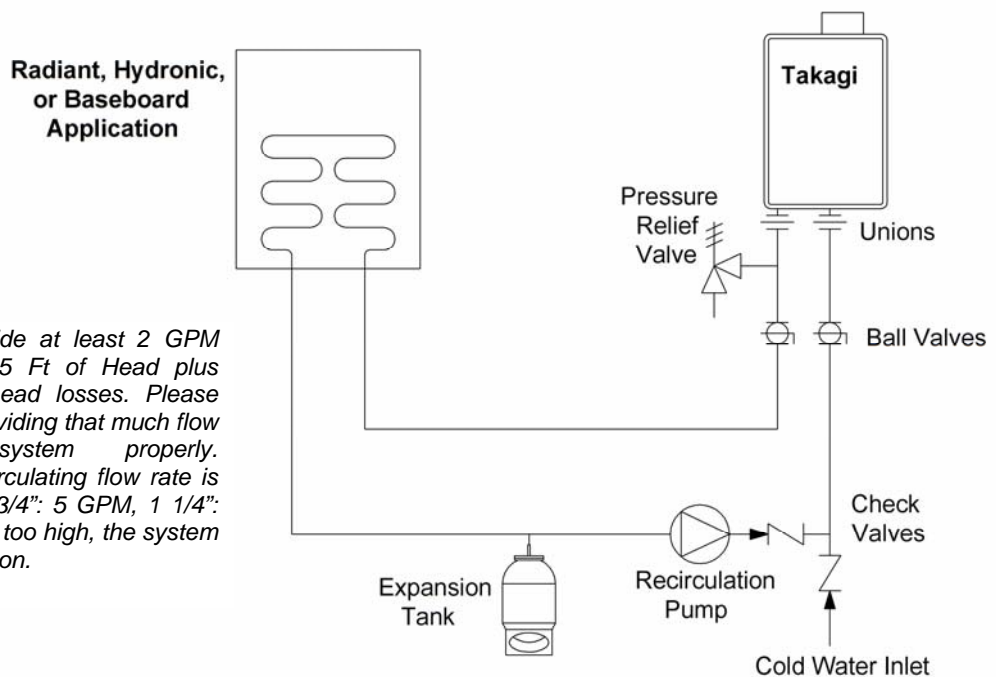 Radiant, Hydronic,
or Baseboard
Application
Takagi
Pressure
Relief
Valve
Unions
Ball Valves
ide at least 2 GPM
5 Ft of Head plus
ead losses. Please
viding that much flow
system properly.
rculating flow rate is
3/4”: 5 GPM, 1 1/4”:
too high, the system
on.
Check
Valves
Expansion
Tank
Recirculation
Pump
Cold Water Inlet